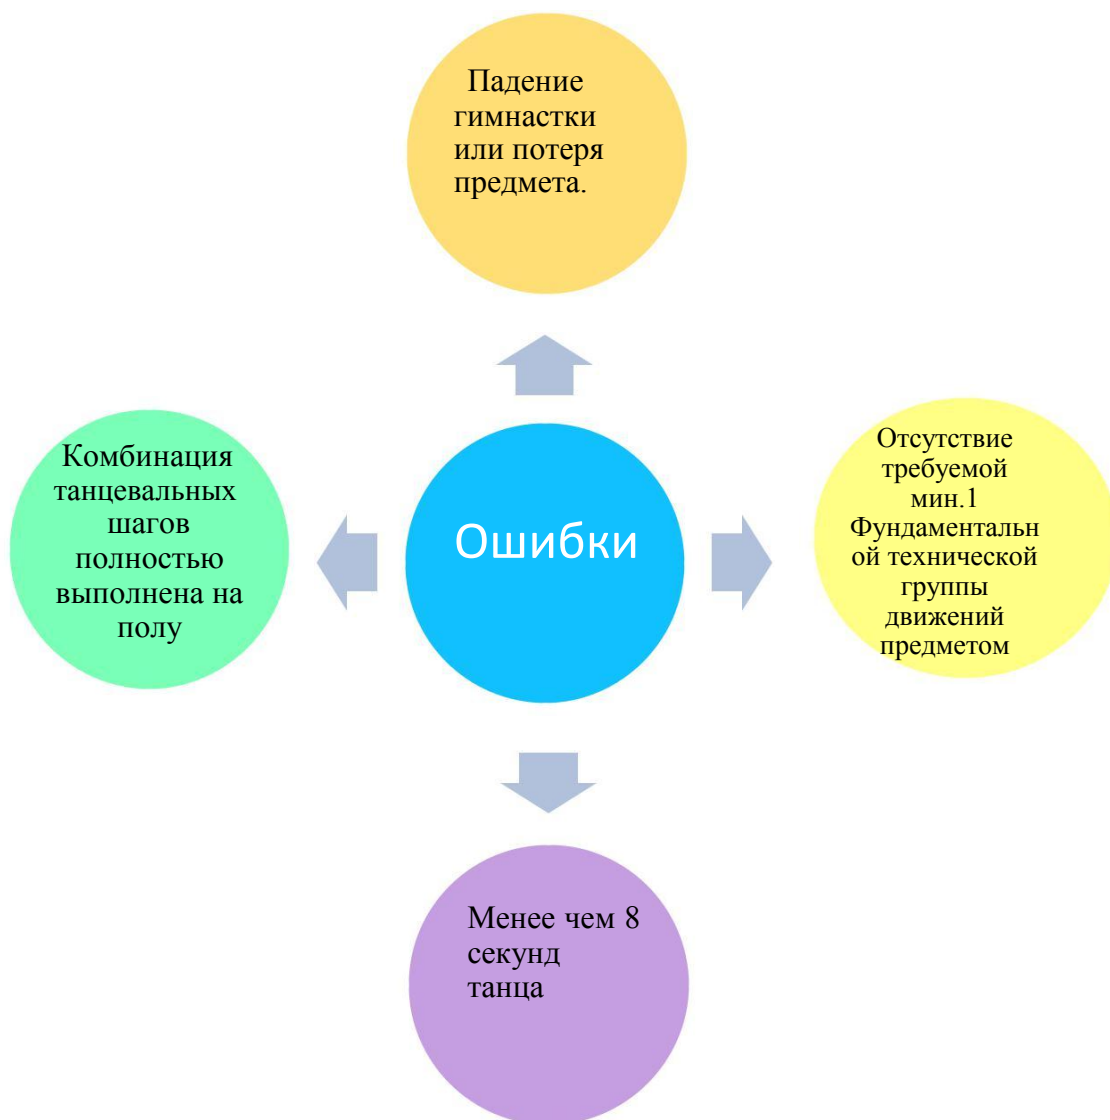 Падение
гимнастки
или потеря
предмета.
Комбинация
танцевальных
шагов
полностью
выполнена на
полу
Ошибки
Отсутствие
требуемой
мин.1
Фундаментальн
ой технической
группы
движений
предметом
Менее чем 8
секунд
танца